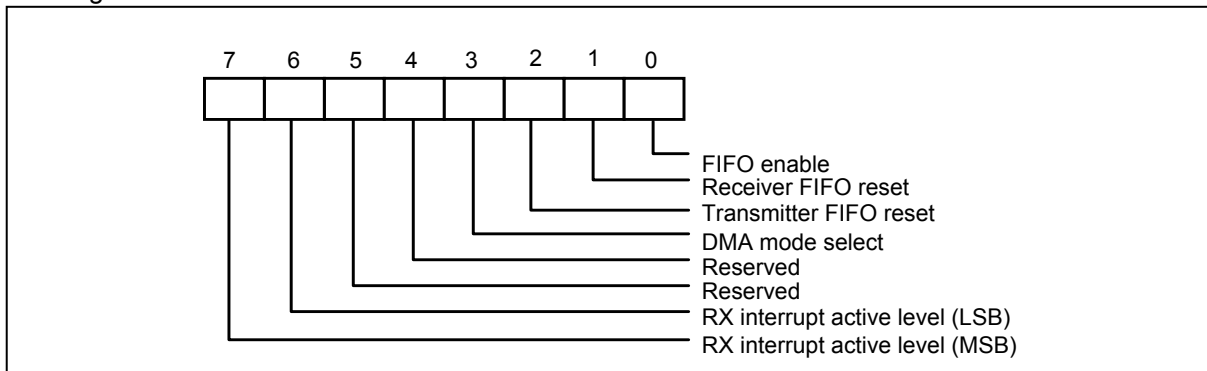 7 6 5 4 3 2 1 0
FIFO enable
Receiver FIFO reset
Transmitter FIFO reset
DMA mode select
Reserved
Reserved
RX interrupt active level (LSB)
RX interrupt active level (MSB)